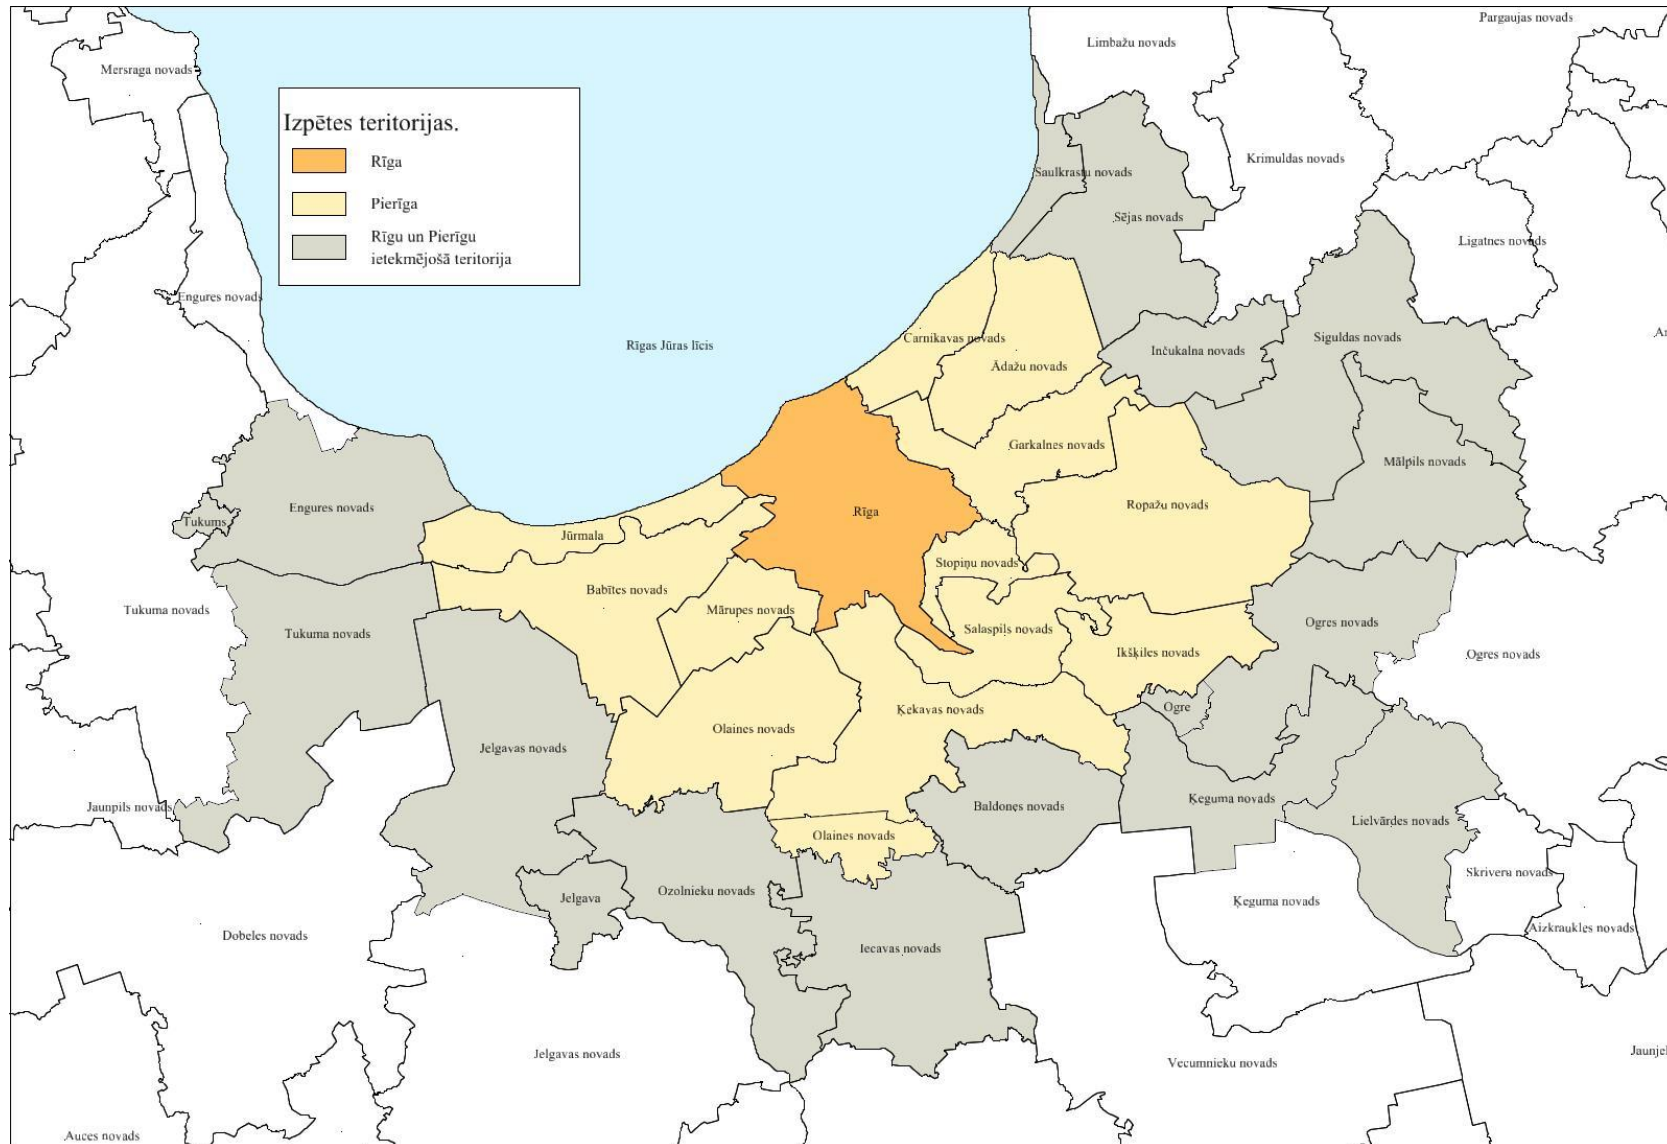 Pargaujas novads
Limbažu novads
Mersraga novads
Izpētes teritorijas.
Rīga
Pierīga
Rīgu un Pierīgu
ietekmējošā teritorija
Krimuldas novads
Saulkrastu novads
Sējas novads
Ligatnes novads
Engures novads
Rīgas Jūras līcis
Carnikavas novads
Inčukalna novads
Siguldas novads
Ādažu novads
Garkalnes novads
Mālpils novads
Engures novads
Ropažu novads
Rīga
Tukums
Jūrmala
Stopiņu novads
Babītes novads
Tukuma novads
Mārupes novads
Ogres novads
Tukuma novads
Salaspils novads
Ikšķiles novads
Ogres novads
Ķekavas novads
Ogre
Olaines novads
Jelgavas novads
Jaunpils novads
Baldones novads
Ķeguma novads
Lielvārdes novads
Olaines novads
Skriveru novads
Ozolnieku novads
Jelgava
Ķeguma novads
Aizkraukles novads
Dobeles novads
Iecavas novads
Jelgavas novads
Vecumnieku novads
Jaunjel
Auces novads